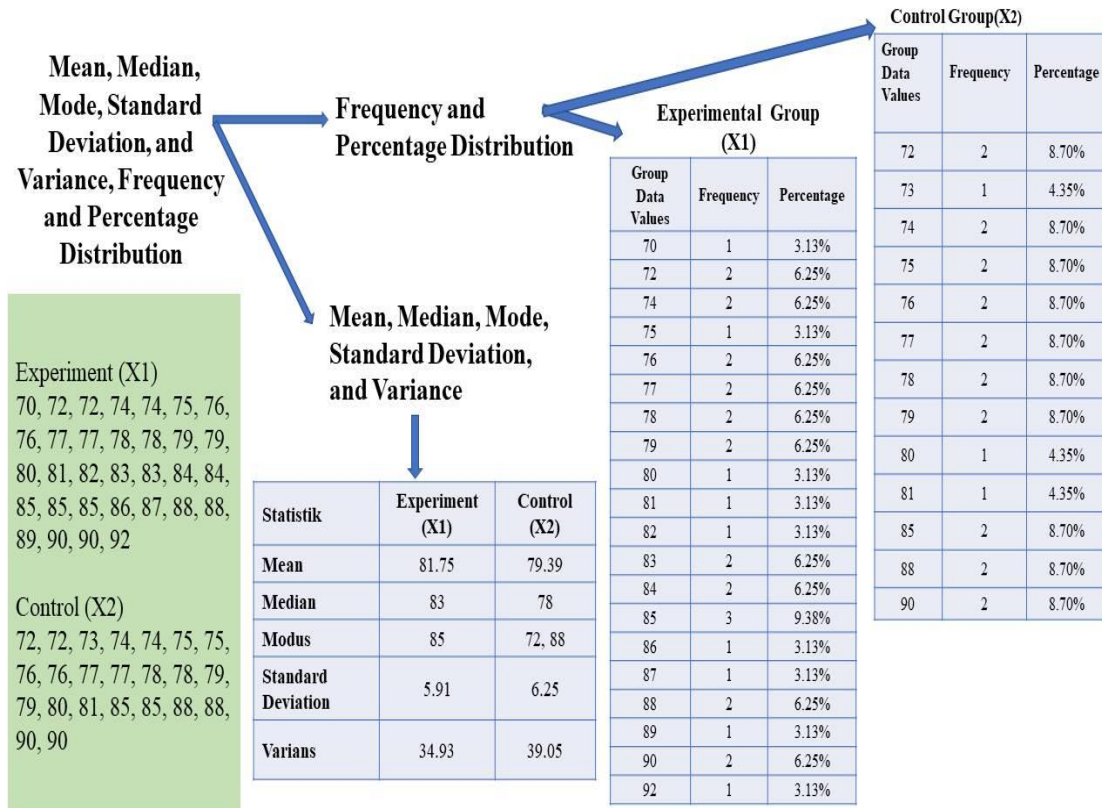 Mean, Median,
Mode, Standard
Deviation, and
Variance, Frequency
and Percentage
Distribution
Experiment (X1)
70, 72, 72, 74, 74, 75, 76,
76, 77, 77, 78, 78, 79, 79,
80, 81, 82, 83, 83, 84, 84,
85, 85, 85, 86, 87, 88, 88,
89, 90, 90, 92
Control (X2)
72, 72, 73, 74, 74, 75, 75,
76, 76, 77, 77, 78, 78, 79,
79, 80, 81, 85, 85, 88, 88,
90, 90
Frequency and
Percentage Distribution
Mean, Median, Mode,
Standard Deviation,
and Variance
Statistik Experiment (X1) Control (X2)
Mean 81.75 79.39
Median 83 78
Modus 85 72, 88
Standard Deviation 5.91 6.25
Varians 34.93 39.05
Experimental Group
(X1)
Group Data Values Frequency Percentage
70 1 3.13%
72 2 6.25%
74 2 6.25%
75 1 3.13%
76 2 6.25%
77 2 6.25%
78 2 6.25%
79 2 6.25%
80 1 3.13%
81 1 3.13%
82 1 3.13%
83 2 6.25%
84 2 6.25%
85 3 9.38%
86 1 3.13%
87 1 3.13%
88 2 6.25%
89 1 3.13%
90 2 6.25%
92 1 3.13%
Control Group(X2)
Group Data Values Frequency Percentage
72 2 8.70%
73 1 4.35%
74 2 8.70%
75 2 8.70%
76 2 8.70%
77 2 8.70%
78 2 8.70%
79 2 8.70%
80 1 4.35%
81 1 4.35%
85 2 8.70%
88 2 8.70%
90 2 8.70%